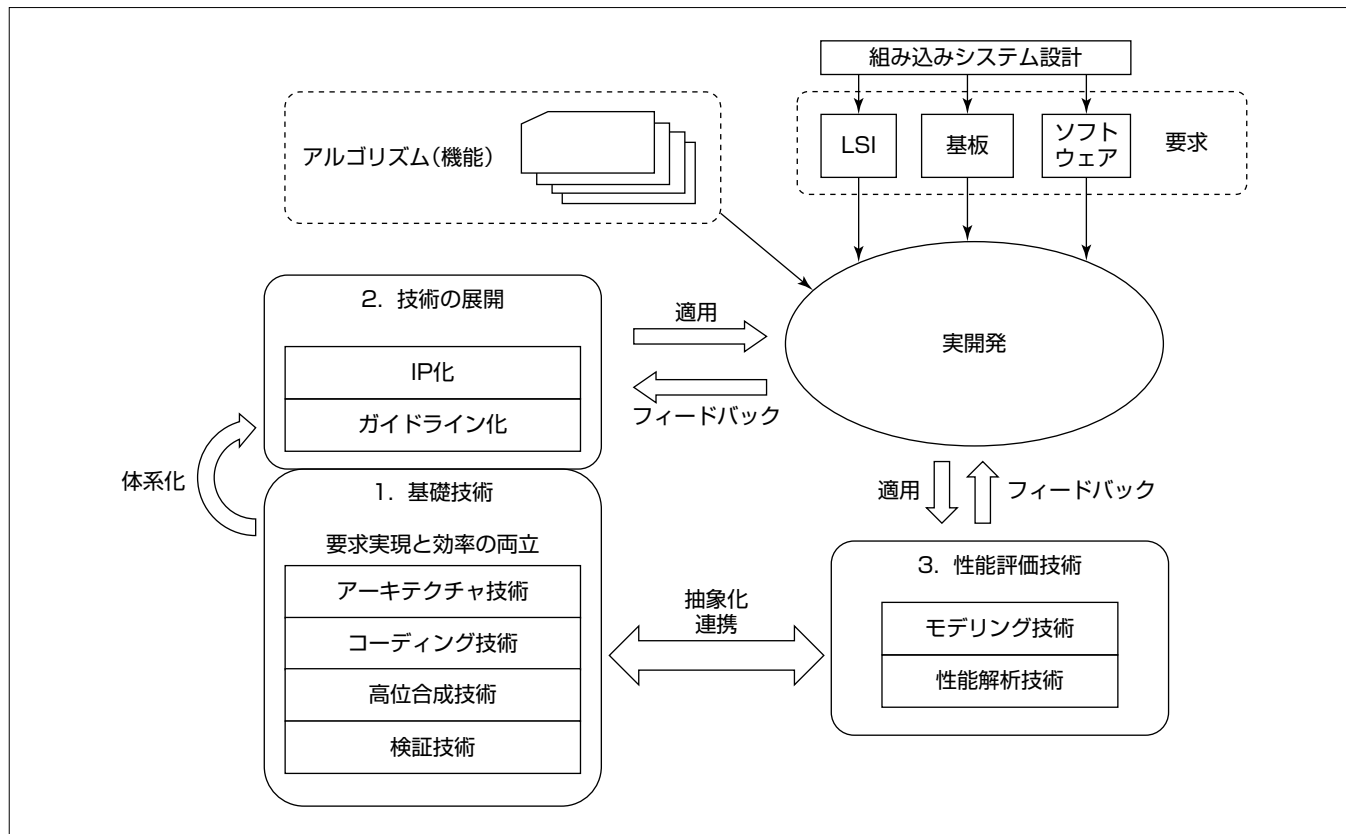 組み込みシステム設計
LSI
基板
ソフト
ウェア
要求
アルゴリズム(機能)
2. 技術の展開
IP化
ガイドライン化
適用
フィードバック
実開発
体系化
1. 基礎技術
要求実現と効率の両立
アーキテクチャ技術
コーディング技術
高位合成技術
検証技術
抽象化
連携
適用
フィードバック
3. 性能評価技術
モデリング技術
性能解析技術